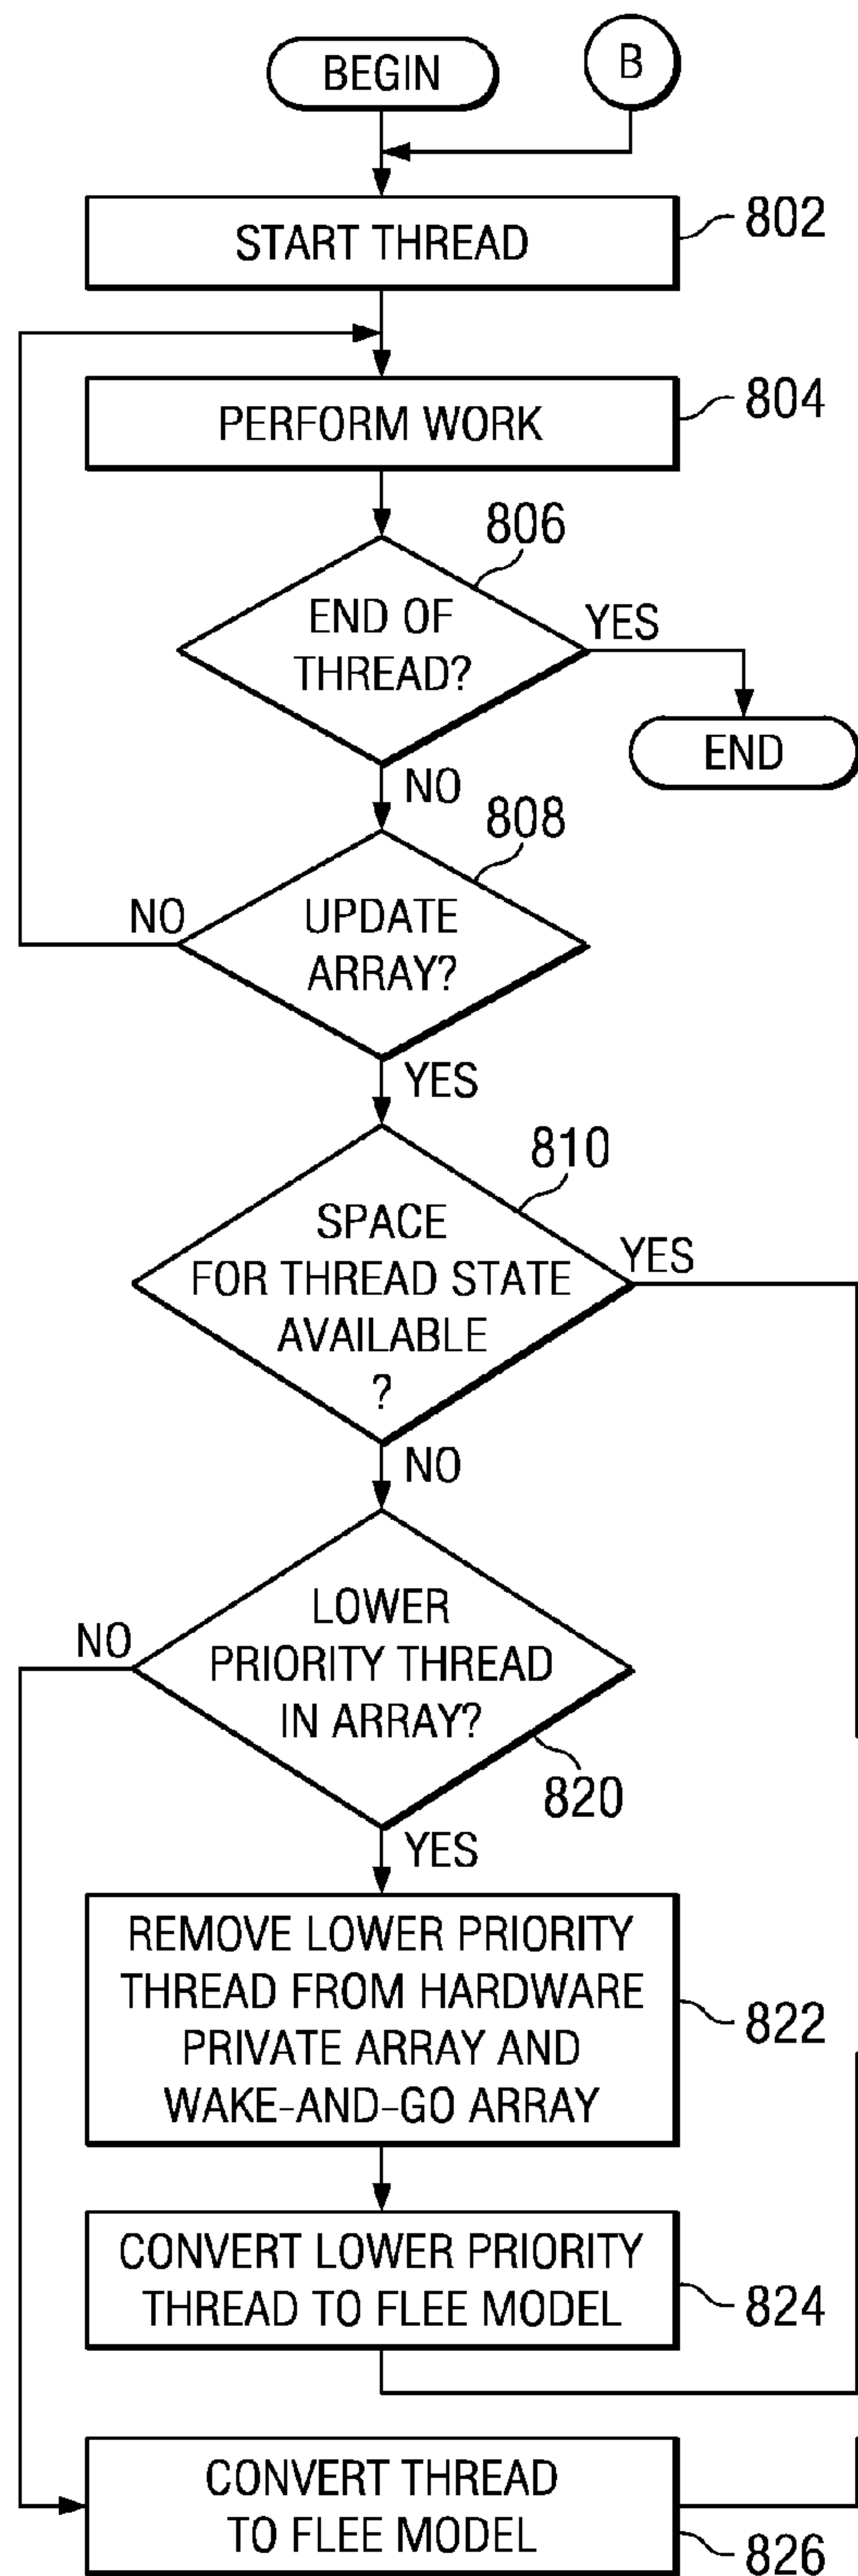 BEGIN
B
START THREAD
802
PERFORM WORK
804
806
END OF
THREAD?
YES
END
NO
808
UPDATE
ARRAY?
NO
YES
810
SPACE
FOR THREAD STATE
AVAILABLE
?
YES
NO
LOWER
PRIORITY THREAD
IN ARRAY?
NO
820
YES
REMOVE LOWER PRIORITY
THREAD FROM HARDWARE
PRIVATE ARRAY AND
WAKE-AND-GO ARRAY
822
CONVERT LOWER PRIORITY
THREAD TO FLEE MODEL
824
CONVERT THREAD
TO FLEE MODEL
826